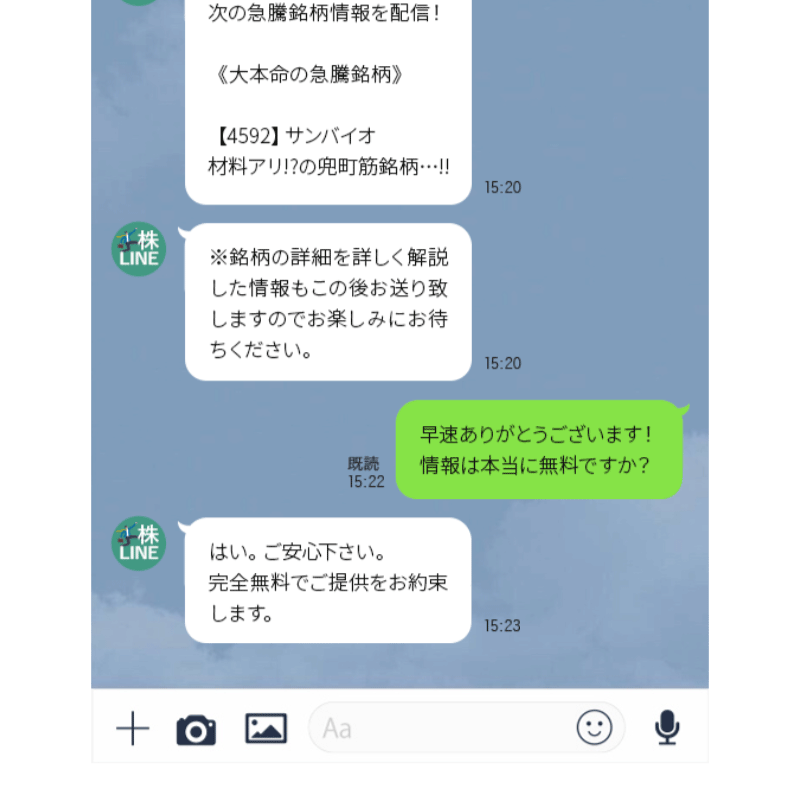 次の急騰銘柄情報を配信！
《大本命の急騰銘柄》
【4592】サンバイオ
材料アリ!?の兜町筋銘柄…!!
15:20
株
LINE
※銘柄の詳細を詳しく解説
した情報もこの後お送り致
しますのでお楽しみにお待
ちください。
15:20
早速ありがとうございます！
情報は本当に無料ですか？
既読
15:22
株
LINE
はい。ご安心下さい。
完全無料でご提供をお約束
します。
15:23
Aa